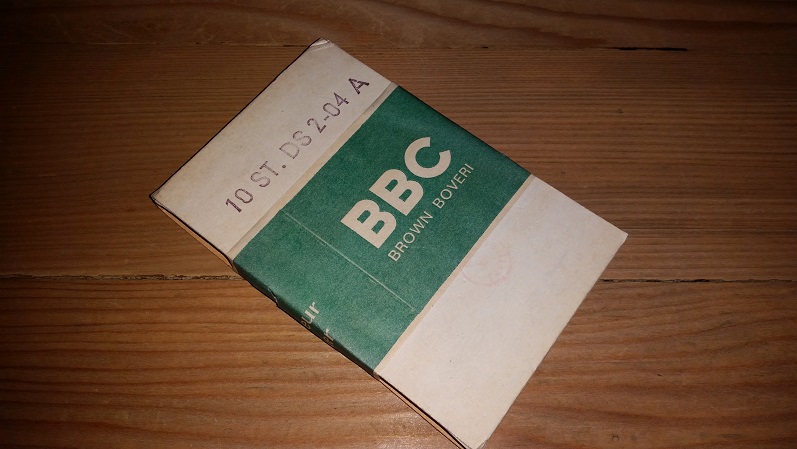 10 ST. DS 2-04 A
BBC
BROWN BOVERI